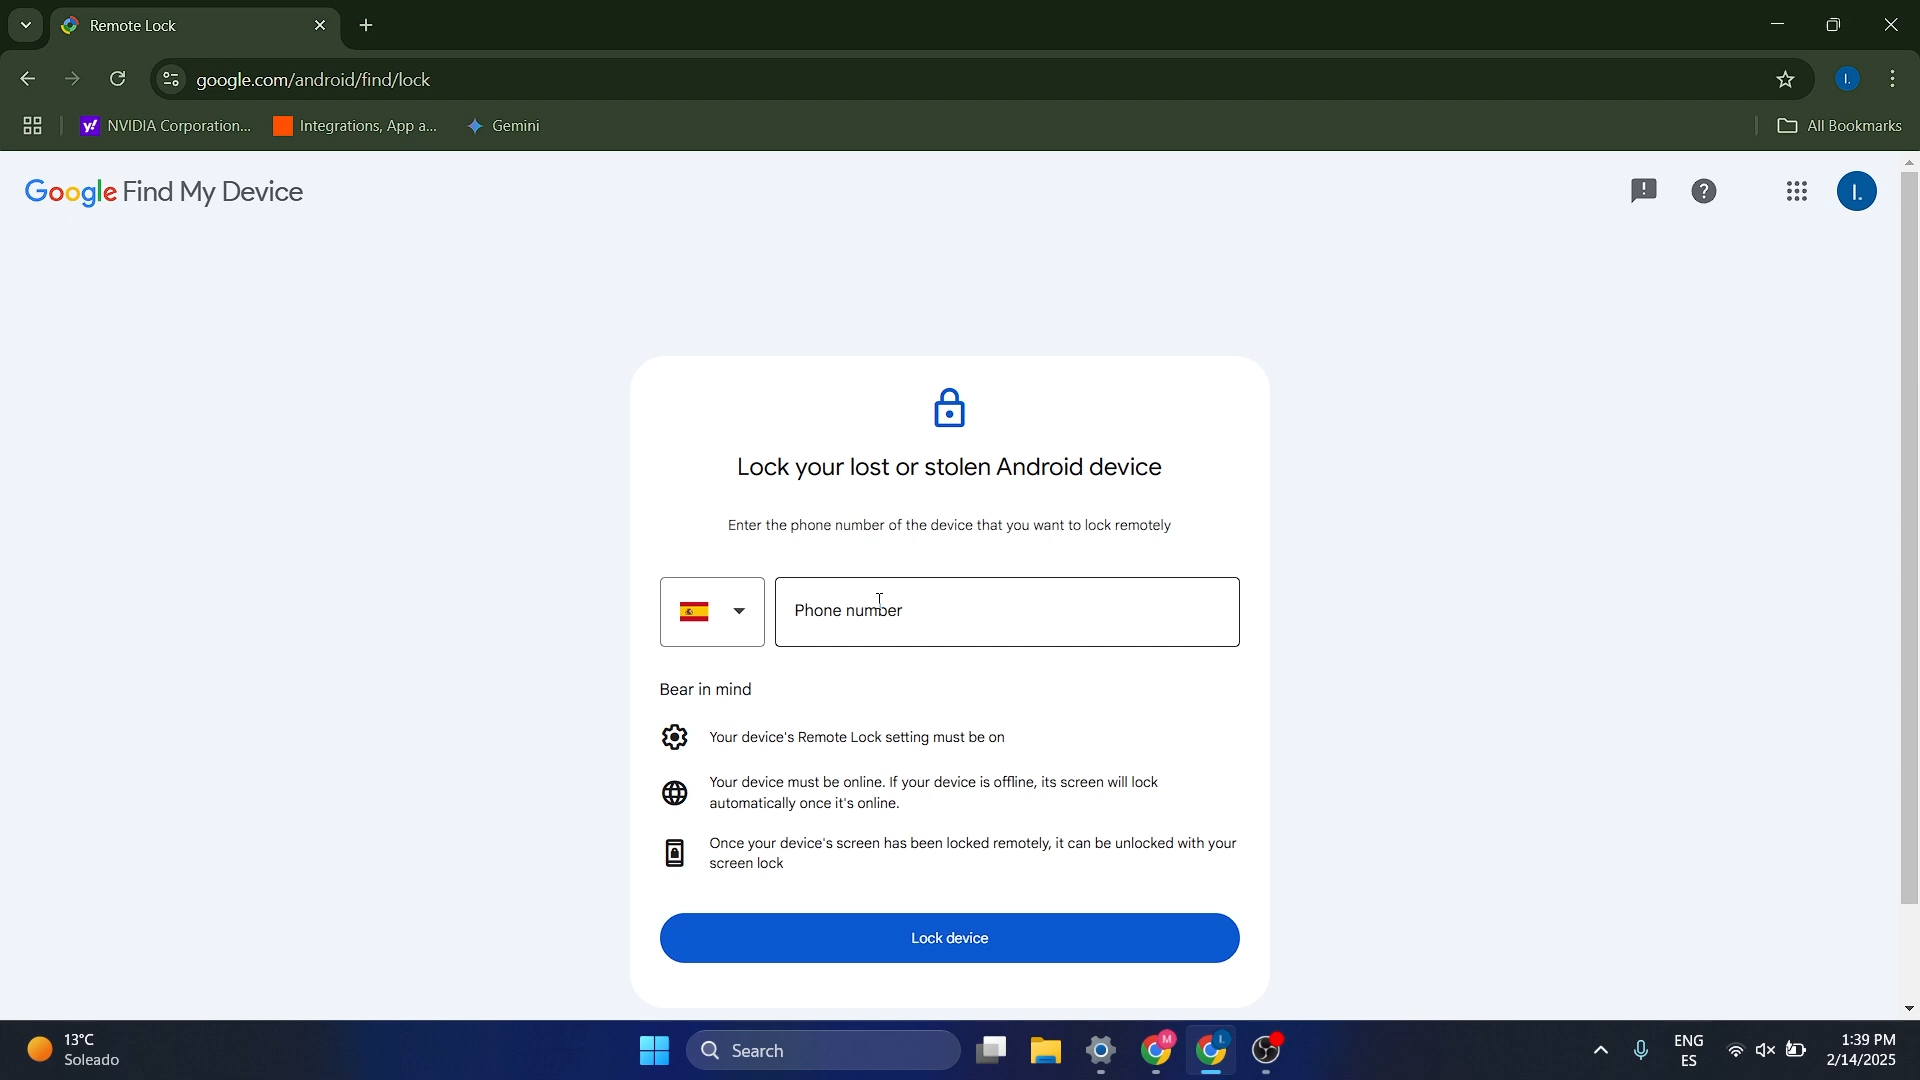 Remote Lock
google.com/android/find/lock
I.
y! NVIDIA Corporation...
Integrations, App a...
Gemini
All Bookmarks
Google Find My Device
I.
Lock your lost or stolen Android device
Enter the phone number of the device that you want to lock remotely
Phone number
Bear in mind
Your device's Remote Lock setting must be on
Your device must be online. If your device is offline, its screen will lock
automatically once it's online.
Once your device's screen has been locked remotely, it can be unlocked with your
screen lock
Lock device
13°C
Soleado
Search
M
I.
ENG
ES
1:39 PM
2/14/2025